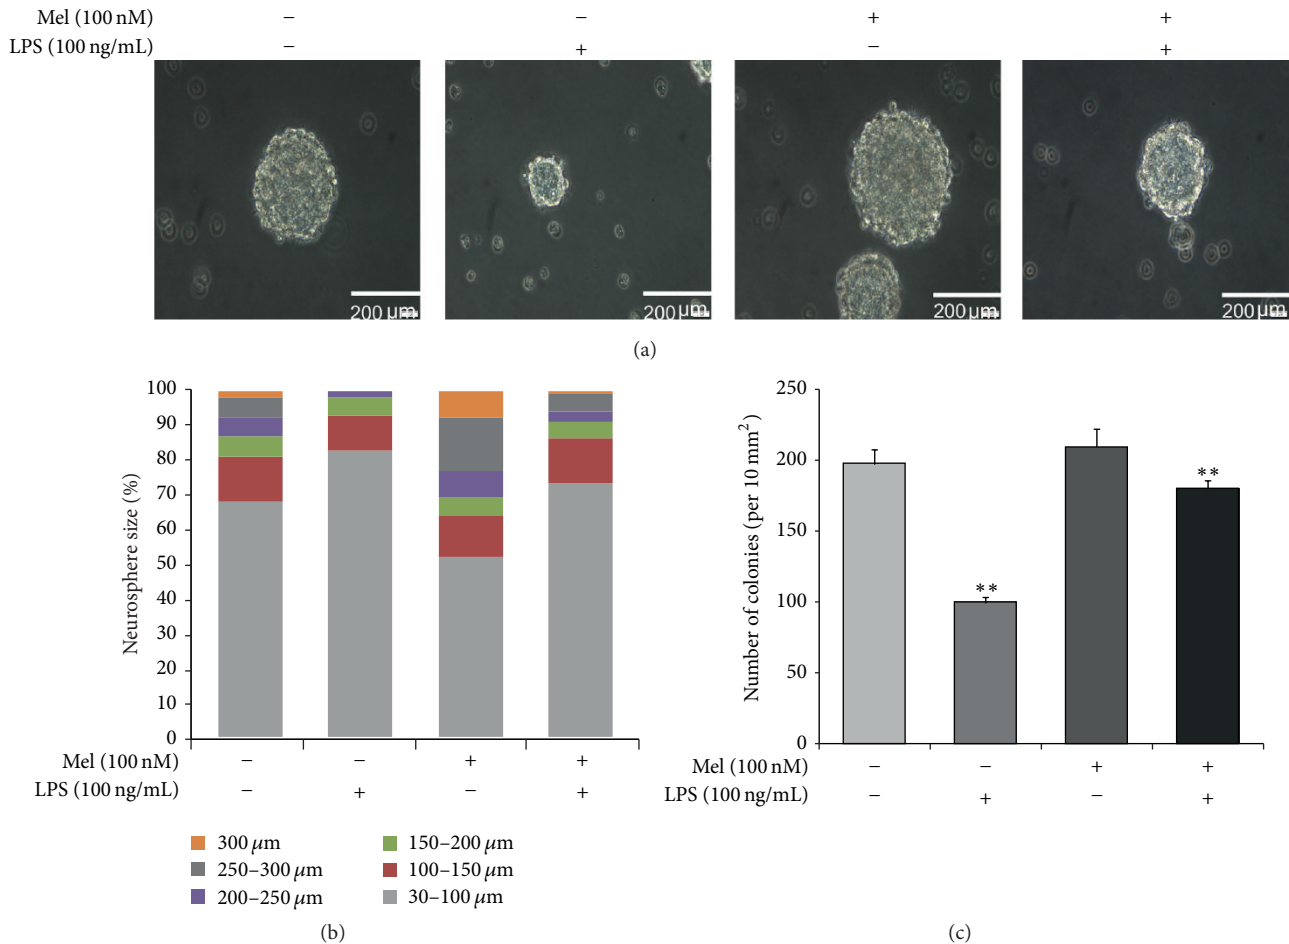 Mel (100 nM) − − + +
LPS (100 ng/mL) − + − +
200 μm 200 μm 200 μm 200 μm
(a)
100
90
80
70
60
50
40
30
20
10
0
Neurosphere size (%)
Mel (100 nM) − − + +
LPS (100 ng/mL) − + − +
300 μm
250–300 μm
200–250 μm
150–200 μm
100–150 μm
30–100 μm
(b)
250
200
150
100
50
0
Number of colonies (per 10 mm²)
**
**
Mel (100 nM) − − + +
LPS (100 ng/mL) − + − +
(c)